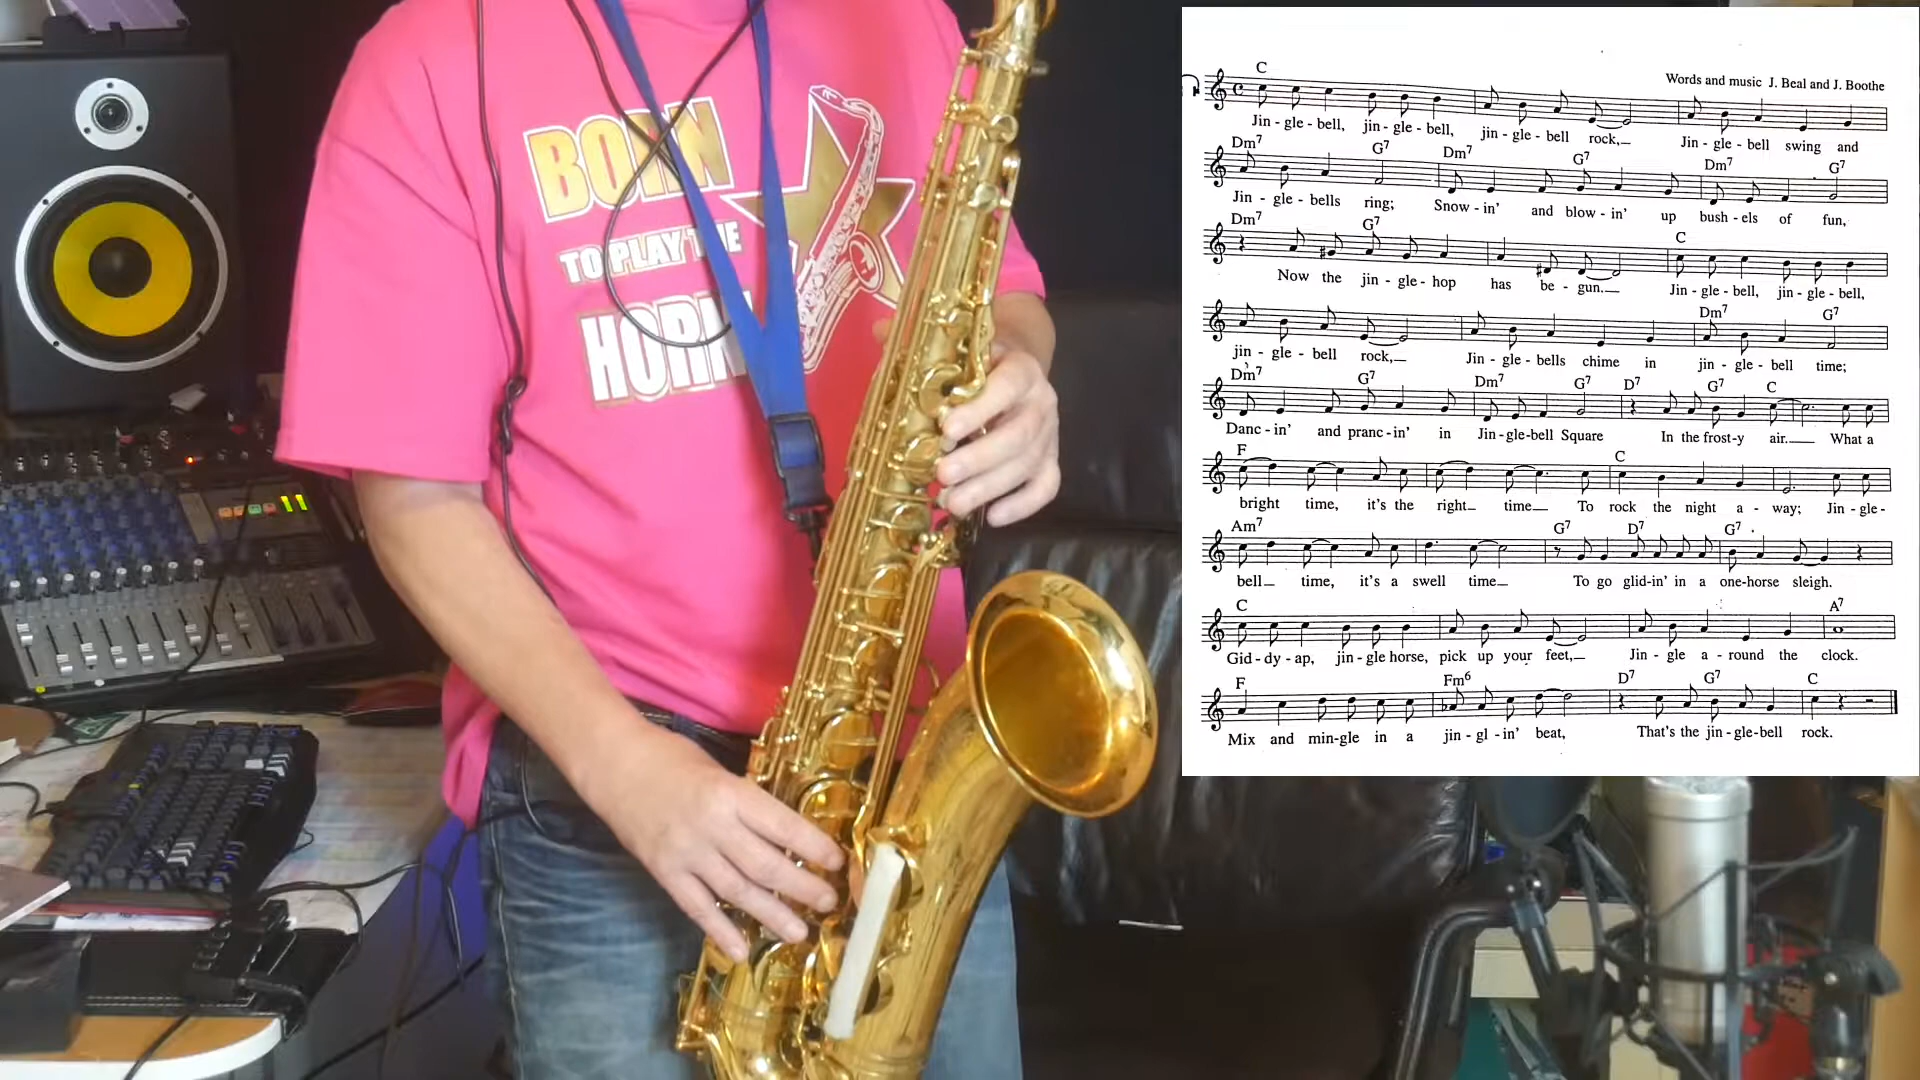 BORN
TO PLAY THE
HORN
C
Words and music J. Beal and J. Boothe
Jin - gle - bell, jin - gle - bell, jin - gle - bell rock,— Jin - gle - bell swing and
Dm7 G7 Dm7 G7 Dm7 G7
Jin - gle - bells ring; Snow - in' and blow - in' up bush - els of fun,
Dm7 G7 C
Now the jin - gle - hop has be - gun.— Jin - gle - bell, jin - gle - bell,
Dm7 G7
jin - gle - bell rock,— Jin - gle - bells chime in jin - gle - bell time;
Dm7 G7 Dm7 G7 D7 G7 C
Danc - in' and pranc - in' in Jin - gle - bell Square In the frost - y air.— What a
F C
bright time, it's the right— time— To rock the night a - way; Jin - gle -
Am7 G7 D7 G7
bell— time, it's a swell time— To go glid - in' in a one-horse sleigh.
C A7
Gid - dy - ap, jin - gle horse, pick up your feet,— Jin - gle a - round the clock.
F Fm6 D7 G7 C
Mix and min-gle in a jin - gl - in' beat, That's the jin - gle - bell rock.